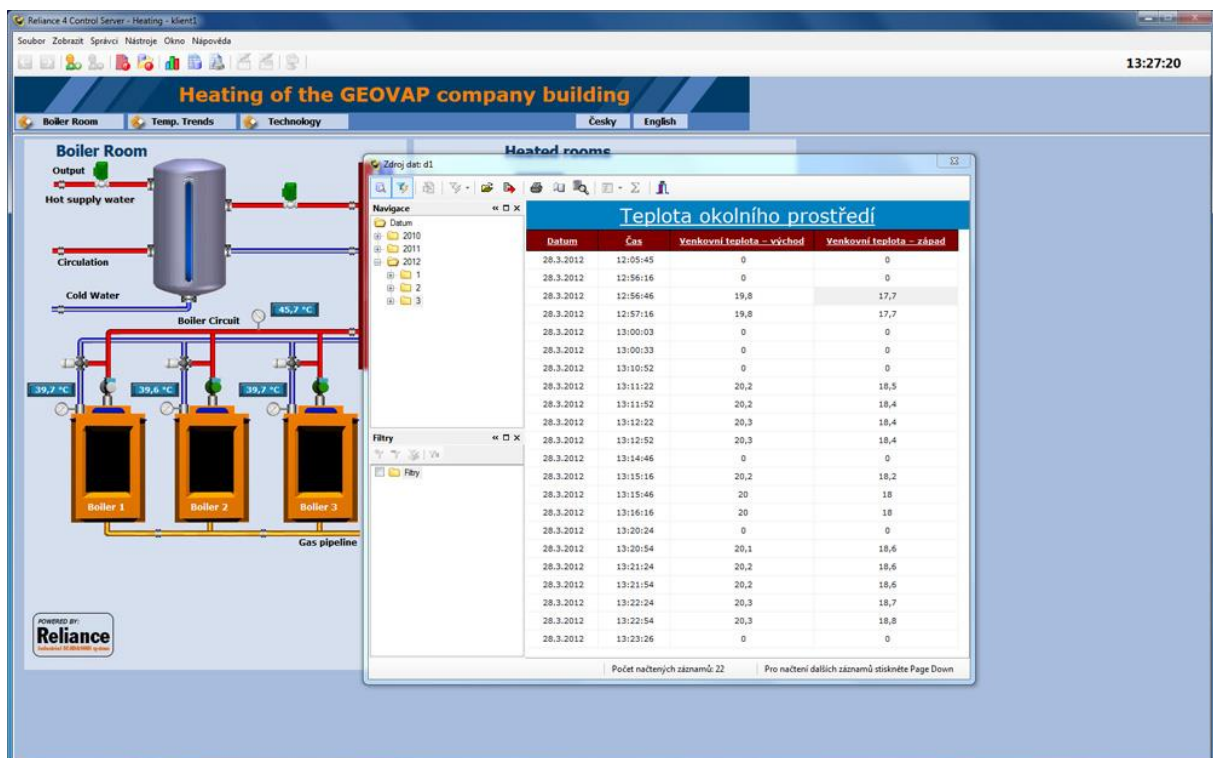 Reliance 4 Control Server - Heating - klient1
Soubor Zobrazit Správci Nástroje Okno Nápověda
13:27:20
Heating of the GEOVAP company building
Boiler Room Temp. Trends Technology Česky English
Boiler Room
Output
Hot supply water
Circulation
Cold Water
Boiler Circuit
45,7 °C
39,7 °C 39,6 °C 39,7 °C
Boiler 1 Boiler 2 Boiler 3
Gas pipeline
POWERED BY:
Reliance
Heated rooms
Zdroj dat: d1
Navigace
Datum
2010
2011
2012
1
2
3
Filtry
Filtry
Teplota okolního prostředí
Datum Čas Venkovní teplota – východ Venkovní teplota – západ
28.3.2012 12:05:45 0 0
28.3.2012 12:56:16 0 0
28.3.2012 12:56:46 19,8 17,7
28.3.2012 12:57:16 19,8 17,7
28.3.2012 13:00:03 0 0
28.3.2012 13:00:33 0 0
28.3.2012 13:10:52 0 0
28.3.2012 13:11:22 20,2 18,5
28.3.2012 13:11:52 20,2 18,4
28.3.2012 13:12:22 20,3 18,4
28.3.2012 13:12:52 20,3 18,4
28.3.2012 13:14:46 0 0
28.3.2012 13:15:16 20,2 18,2
28.3.2012 13:15:46 20 18
28.3.2012 13:16:16 20 18
28.3.2012 13:20:24 0 0
28.3.2012 13:20:54 20,1 18,6
28.3.2012 13:21:24 20,2 18,6
28.3.2012 13:21:54 20,2 18,6
28.3.2012 13:22:24 20,3 18,7
28.3.2012 13:22:54 20,3 18,8
28.3.2012 13:23:26 0 0
Počet načtených záznamů: 22 Pro načtení dalších záznamů stiskněte Page Down